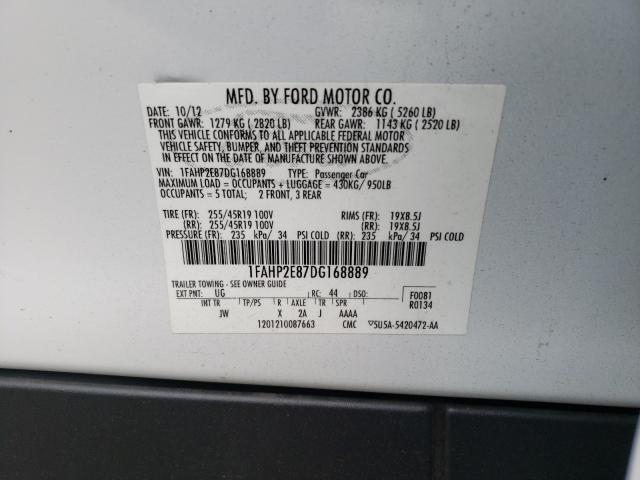 MFD. BY FORD MOTOR CO.
DATE: 10/12 GVWR: 2386 KG ( 5260 LB)
FRONT GAWR: 1279 KG ( 2820 LB) REAR GAWR: 1143 KG ( 2520 LB)
THIS VEHICLE CONFORMS TO ALL APPLICABLE FEDERAL MOTOR
VEHICLE SAFETY, BUMPER, AND THEFT PREVENTION STANDARDS
IN EFFECT ON THE DATE OF MANUFACTURE SHOWN ABOVE.
VIN: 1FAHP2E87DG168889 TYPE: Passenger Car
MAXIMUM LOAD = OCCUPANTS + LUGGAGE = 430KG/ 950LB
OCCUPANTS = 5 TOTAL; 2 FRONT, 3 REAR
TIRE (FR): 255/45R19 100V RIMS (FR): 19X8.5J
(RR): 255/45R19 100V (RR): 19X8.5J
PRESSURE (FR): 235 kPa/ 34 PSI COLD (RR): 235 kPa/ 34 PSI COLD
1FAHP2E87DG168889
TRAILER TOWING - SEE OWNER GUIDE
EXT PNT: UG RC: 44 DSO: F0081
R0134
INT TR TP/PS R AXLE TR SPR
JW X 2A J AAAA
1201210087663 CMC 5U5A-5420472-AA